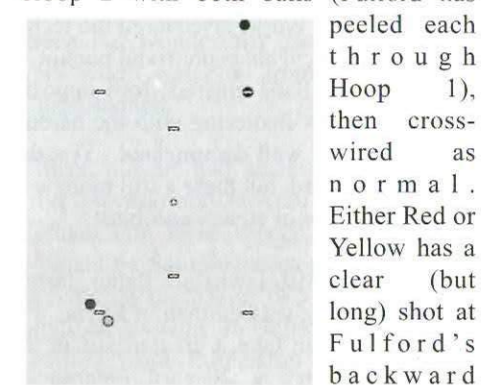 Hoop 2 with both balls (Fulford has
peeled each
through
Hoop 1),
then cross-
wired as
normal.
Either Red or
Yellow has a
clear (but
long) shot at
Fulford's
backward